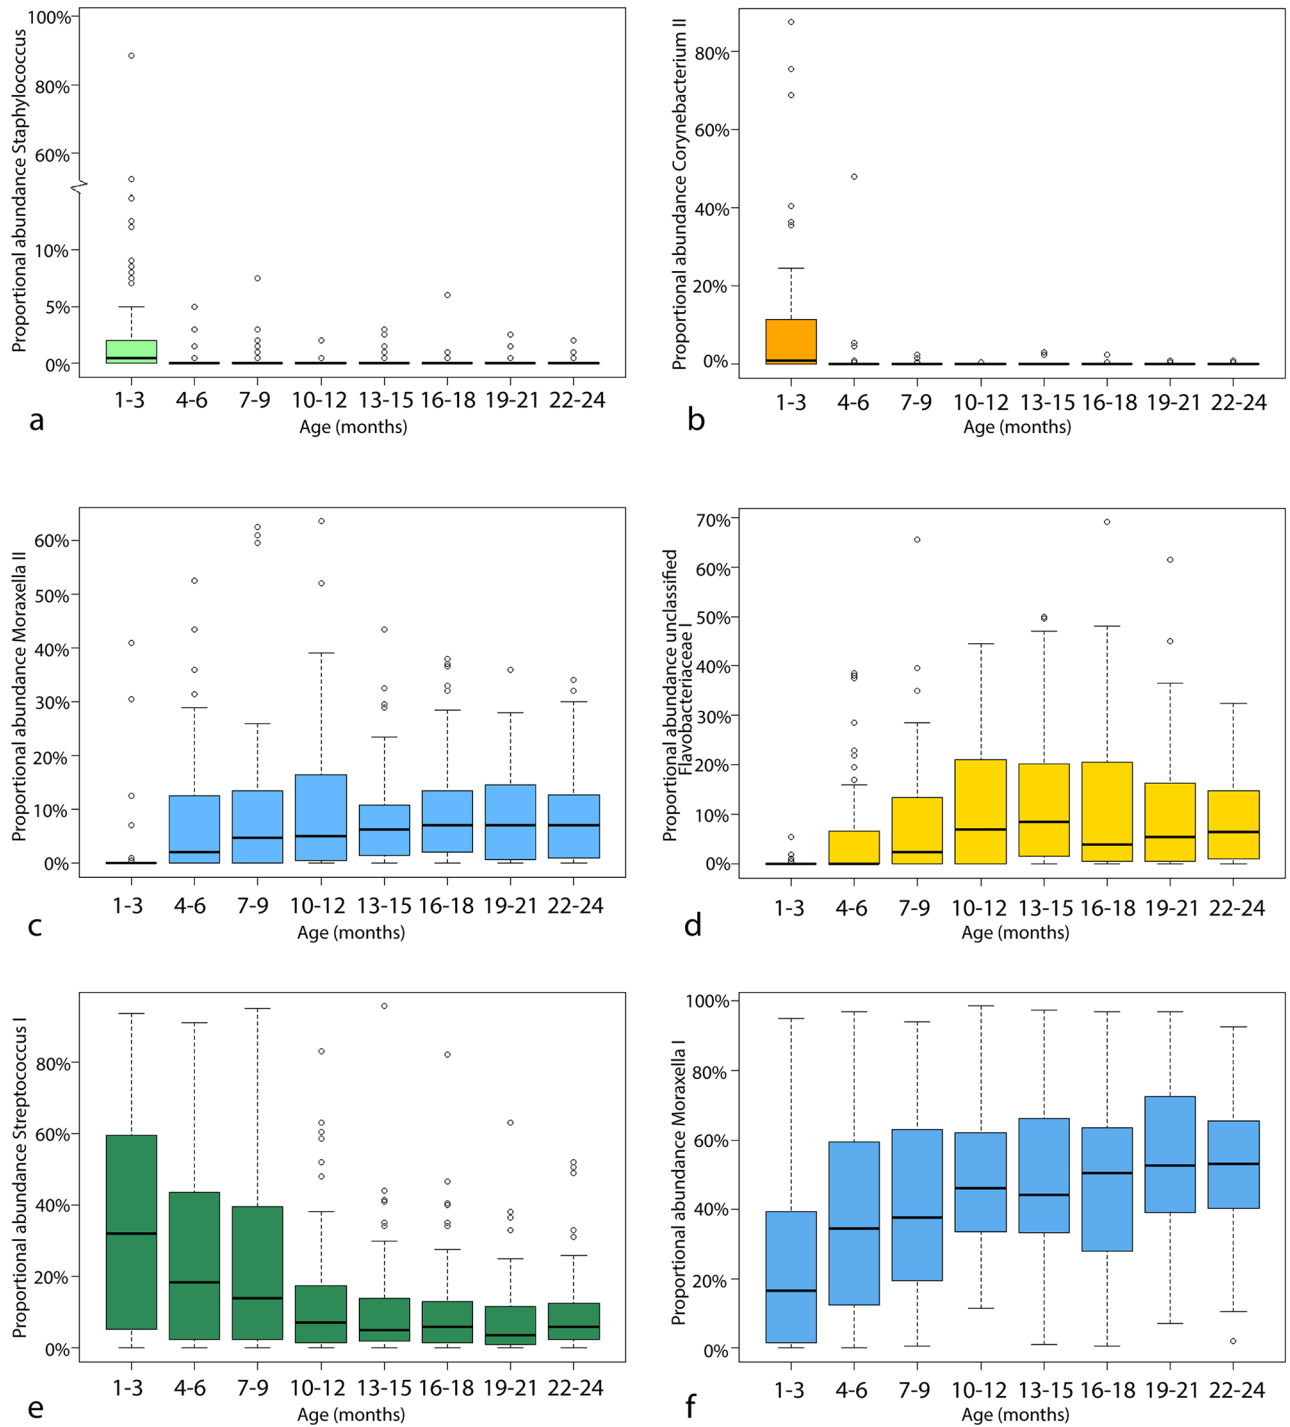 Proportional abundance Staphylococcus
100%
80%
60%
10%
5%
0%
1-3 4-6 7-9 10-12 13-15 16-18 19-21 22-24
Age (months)
a
Proportional abundance Corynebacterium II
80%
60%
40%
20%
0%
1-3 4-6 7-9 10-12 13-15 16-18 19-21 22-24
Age (months)
b
Proportional abundance Moraxella II
60%
50%
40%
30%
20%
10%
0%
1-3 4-6 7-9 10-12 13-15 16-18 19-21 22-24
Age (months)
c
Proportional abundance unclassified
Flavobacteriaceae I
70%
60%
50%
40%
30%
20%
10%
0%
1-3 4-6 7-9 10-12 13-15 16-18 19-21 22-24
Age (months)
d
Proportional abundance Streptococcus I
80%
60%
40%
20%
0%
1-3 4-6 7-9 10-12 13-15 16-18 19-21 22-24
Age (months)
e
Proportional abundance Moraxella I
100%
80%
60%
40%
20%
0%
1-3 4-6 7-9 10-12 13-15 16-18 19-21 22-24
Age (months)
f